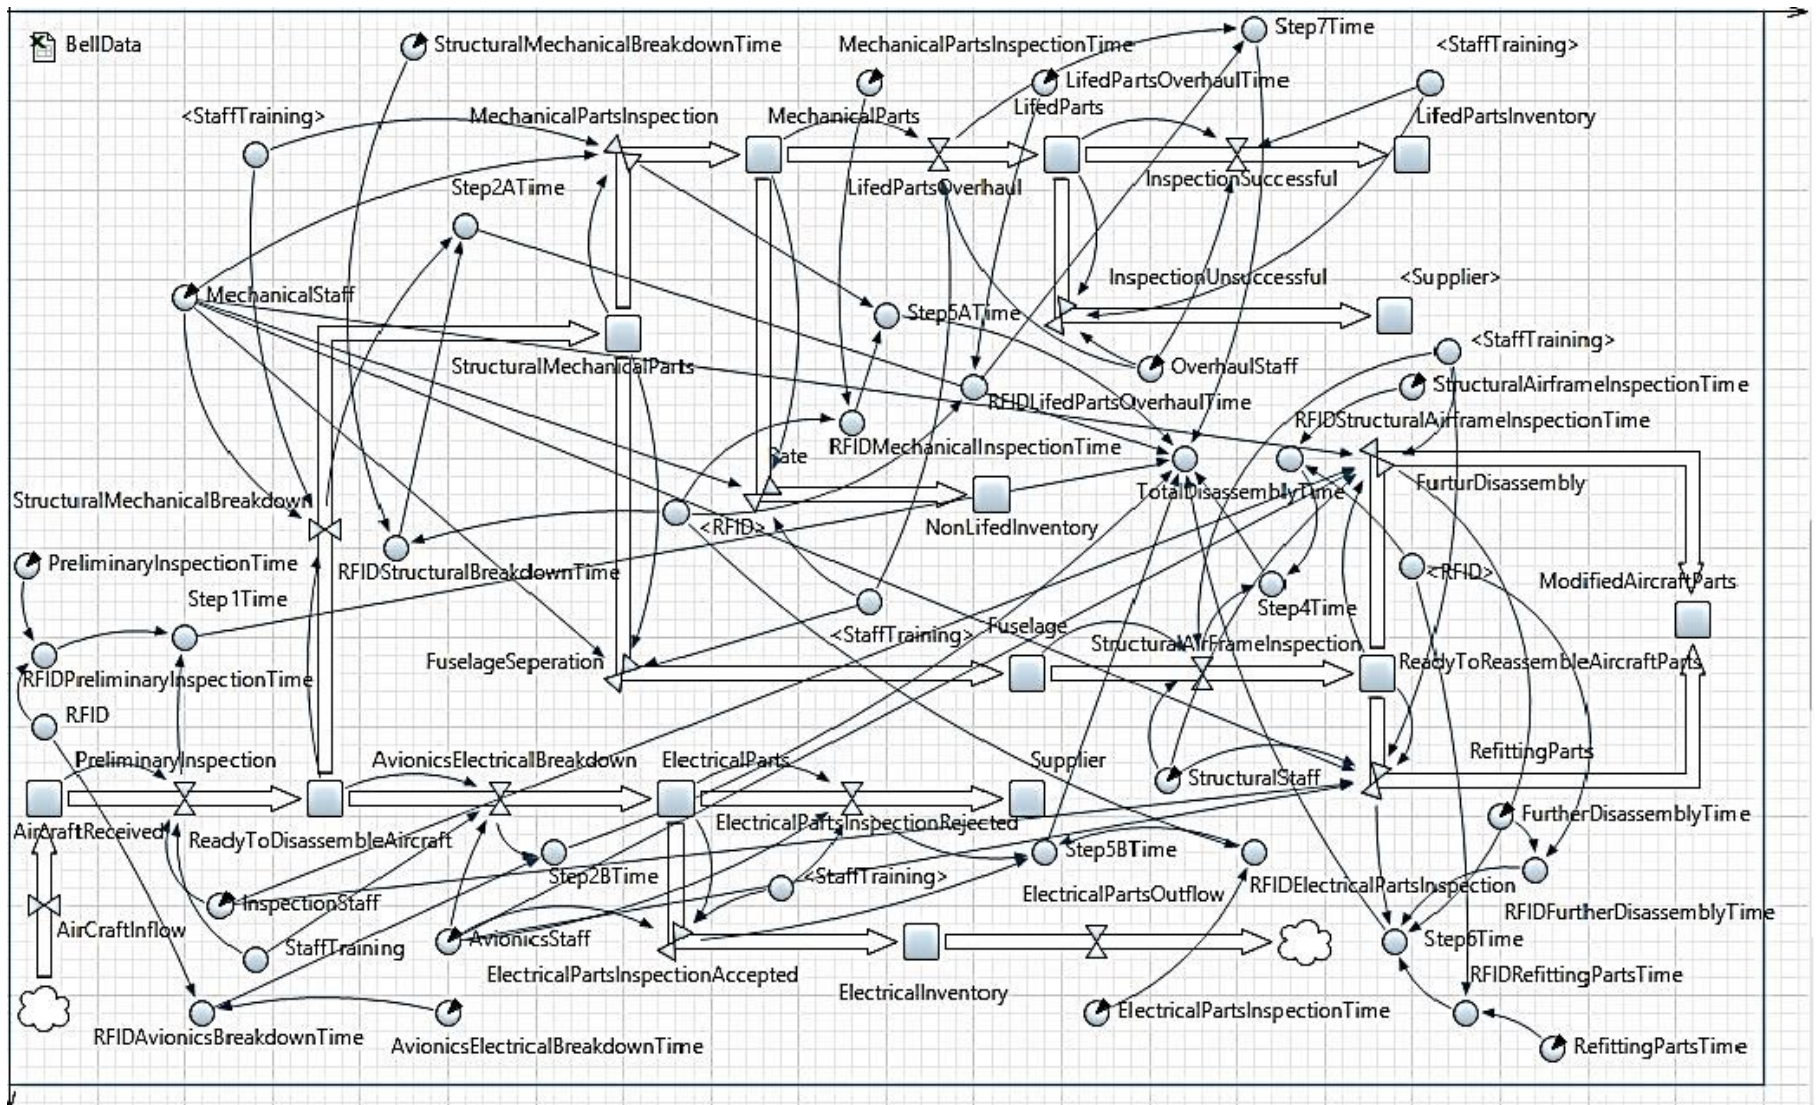 BellData
StructuralMechanicalBreakdownTime
MechanicalPartsInspectionTime
Step7Time
<StaffTraining>
LifedPartsOverhaulTime
LifedParts
<StaffTraining>
MechanicalPartsInspection
MechanicalParts
LifedPartsInventory
Step2ATime
LifedPartsOverhaul
InspectionSuccessful
MechanicalStaff
InspectionUnsuccessful
<Supplier>
Step5ATime
StructuralMechanicalParts
OverhaulStaff
<StaffTraining>
StructuralAirframeInspectionTime
RFIDLifedPartsOverhaulTime
RFIDStructuralAirframeInspectionTime
RFIDMechanicalInspectionTime
TotalDisassemblyTime
FurturDisassembly
StructuralMechanicalBreakdown
<RFID>
NonLifedInventory
PreliminaryInspectionTime
RFIDStructuralBreakdownTime
<RFID>
ModifiedAircraftParts
Step1Time
Step4Time
<StaffTraining>
Fuselage
StructuralAirFrameInspection
FuselageSeperation
ReadyToReassembleAircraftParts
RFIDPreliminaryInspectionTime
RFID
PreliminaryInspection
AvionicsElectricalBreakdown
ElectricalParts
Supplier
StructuralStaff
RefittingParts
AircraftReceived
ReadyToDisassembleAircraft
ElectricalPartsInspectionRejected
FurtherDisassemblyTime
Step2BTime
<StaffTraining>
Step5BTime
RFIDElectricalPartsInspection
InspectionStaff
ElectricalPartsOutflow
RFIDFurtherDisassemblyTime
AirCraftInflow
StaffTraining
AvionicsStaff
Step6Time
ElectricalPartsInspectionAccepted
ElectricalInventory
RFIDRefittingPartsTime
RFIDAvionicsBreakdownTime
AvionicsElectricalBreakdownTime
ElectricalPartsInspectionTime
RefittingPartsTime